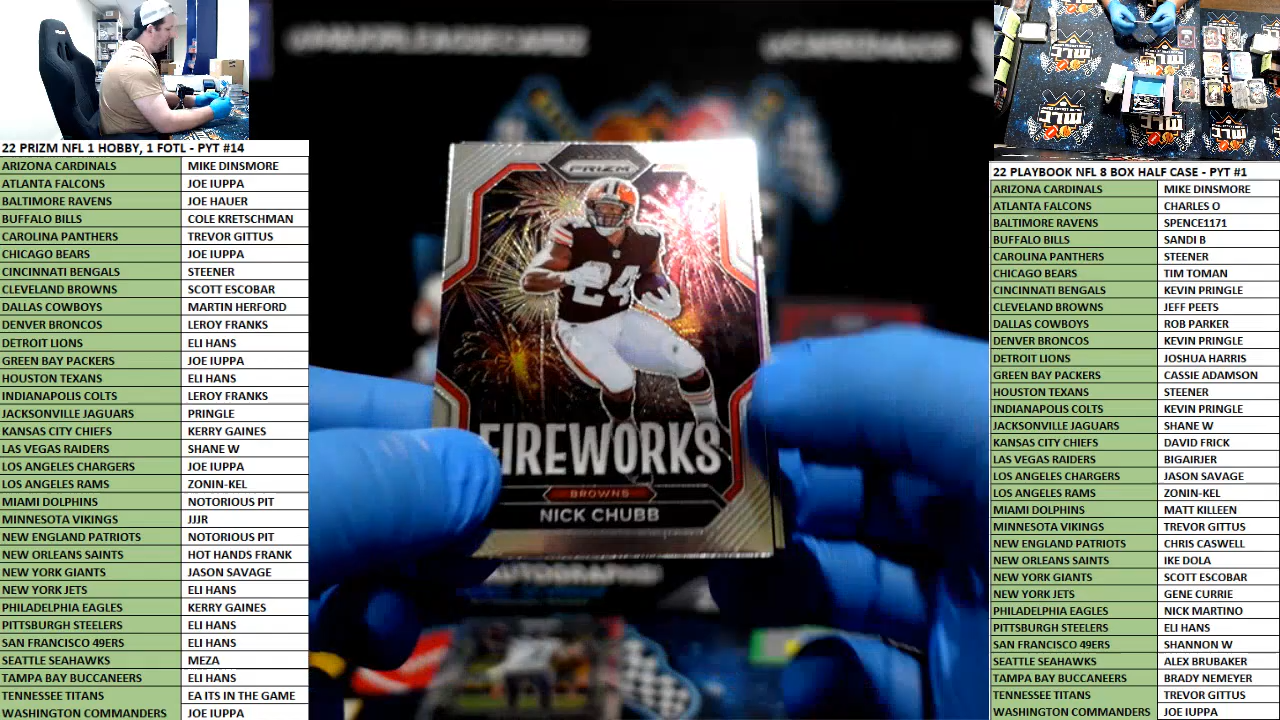 22 PRIZM NFL 1 HOBBY, 1 FOTL - PYT #14
ARIZONA CARDINALS MIKE DINSMORE
ATLANTA FALCONS JOE IUPPA
BALTIMORE RAVENS JOE HAUER
BUFFALO BILLS COLE KRETSCHMAN
CAROLINA PANTHERS TREVOR GITTUS
CHICAGO BEARS JOE IUPPA
CINCINNATI BENGALS STEENER
CLEVELAND BROWNS SCOTT ESCOBAR
DALLAS COWBOYS MARTIN HERFORD
DENVER BRONCOS LEROY FRANKS
DETROIT LIONS ELI HANS
GREEN BAY PACKERS JOE IUPPA
HOUSTON TEXANS ELI HANS
INDIANAPOLIS COLTS LEROY FRANKS
JACKSONVILLE JAGUARS PRINGLE
KANSAS CITY CHIEFS KERRY GAINES
LAS VEGAS RAIDERS SHANE W
LOS ANGELES CHARGERS JOE IUPPA
LOS ANGELES RAMS ZONIN-KEL
MIAMI DOLPHINS NOTORIOUS PIT
MINNESOTA VIKINGS JJJR
NEW ENGLAND PATRIOTS NOTORIOUS PIT
NEW ORLEANS SAINTS HOT HANDS FRANK
NEW YORK GIANTS JASON SAVAGE
NEW YORK JETS ELI HANS
PHILADELPHIA EAGLES KERRY GAINES
PITTSBURGH STEELERS ELI HANS
SAN FRANCISCO 49ERS ELI HANS
SEATTLE SEAHAWKS MEZA
TAMPA BAY BUCCANEERS ELI HANS
TENNESSEE TITANS EA ITS IN THE GAME
WASHINGTON COMMANDERS JOE IUPPA
PRIZM
24
FIREWORKS
BROWNS
NICK CHUBB
MLC
22 PLAYBOOK NFL 8 BOX HALF CASE - PYT #1
ARIZONA CARDINALS MIKE DINSMORE
ATLANTA FALCONS CHARLES O
BALTIMORE RAVENS SPENCE1171
BUFFALO BILLS SANDI B
CAROLINA PANTHERS STEENER
CHICAGO BEARS TIM TOMAN
CINCINNATI BENGALS KEVIN PRINGLE
CLEVELAND BROWNS JEFF PEETS
DALLAS COWBOYS ROB PARKER
DENVER BRONCOS KEVIN PRINGLE
DETROIT LIONS JOSHUA HARRIS
GREEN BAY PACKERS CASSIE ADAMSON
HOUSTON TEXANS STEENER
INDIANAPOLIS COLTS KEVIN PRINGLE
JACKSONVILLE JAGUARS SHANE W
KANSAS CITY CHIEFS DAVID FRICK
LAS VEGAS RAIDERS BIGAIRJER
LOS ANGELES CHARGERS JASON SAVAGE
LOS ANGELES RAMS ZONIN-KEL
MIAMI DOLPHINS MATT KILLEEN
MINNESOTA VIKINGS TREVOR GITTUS
NEW ENGLAND PATRIOTS CHRIS CASWELL
NEW ORLEANS SAINTS IKE DOLA
NEW YORK GIANTS SCOTT ESCOBAR
NEW YORK JETS GENE CURRIE
PHILADELPHIA EAGLES NICK MARTINO
PITTSBURGH STEELERS ELI HANS
SAN FRANCISCO 49ERS SHANNON W
SEATTLE SEAHAWKS ALEX BRUBAKER
TAMPA BAY BUCCANEERS BRADY NEMEYER
TENNESSEE TITANS TREVOR GITTUS
WASHINGTON COMMANDERS JOE IUPPA